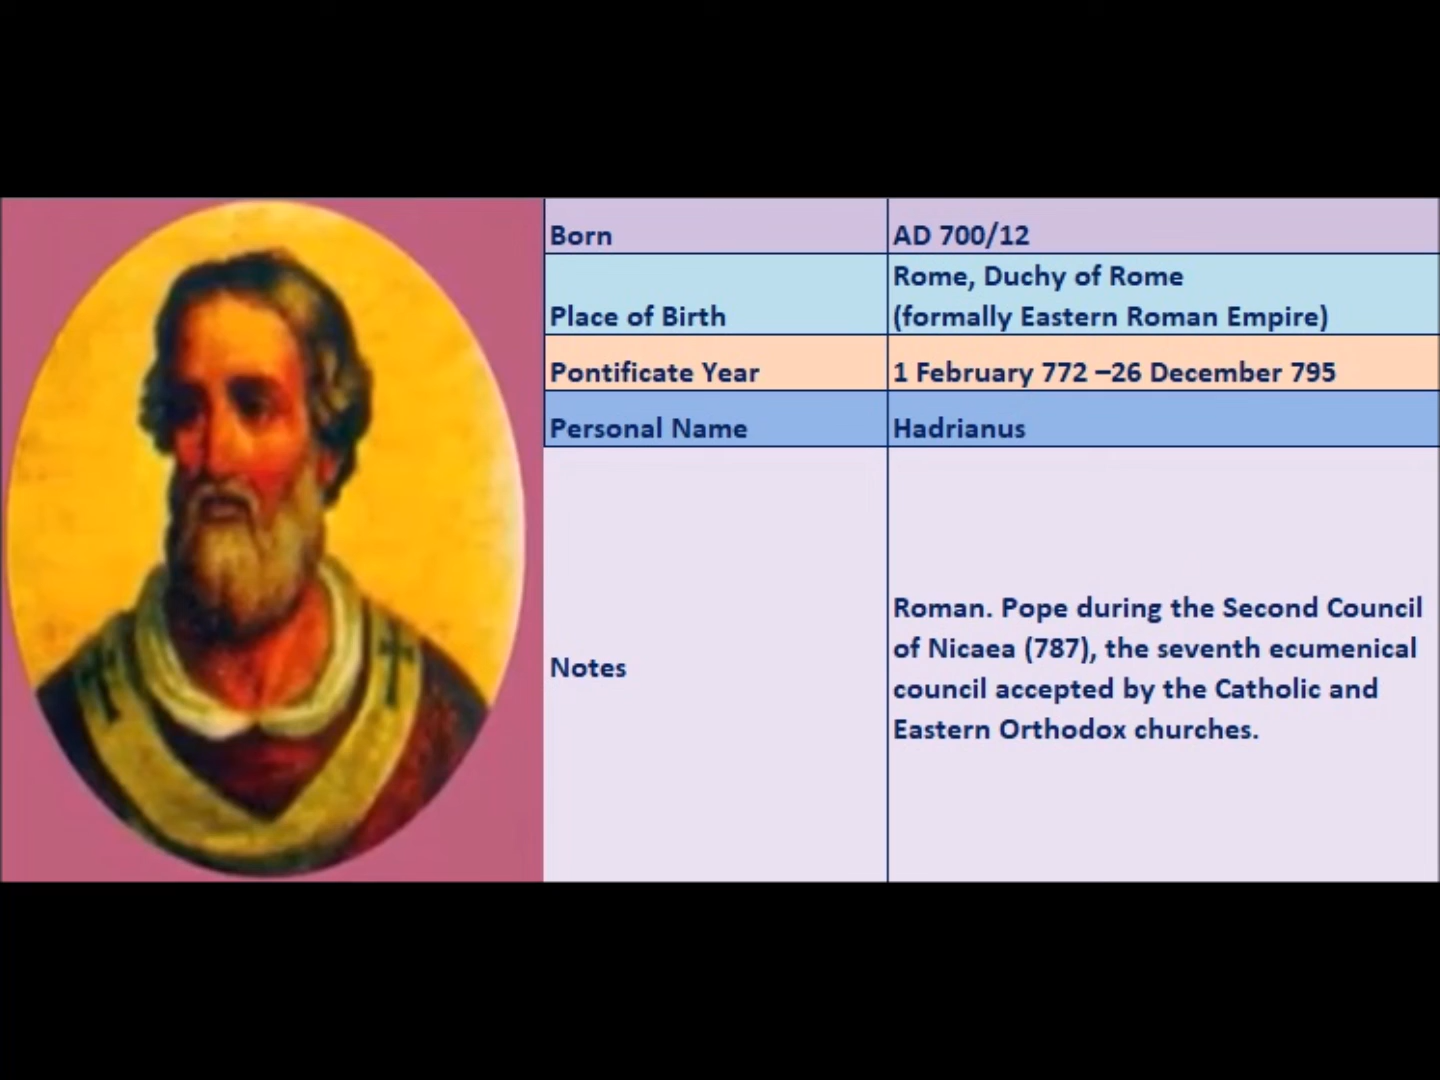 Born
AD 700/12
Place of Birth
Rome, Duchy of Rome
(formally Eastern Roman Empire)
Pontificate Year
1 February 772 –26 December 795
Personal Name
Hadrianus
Notes
Roman. Pope during the Second Council
of Nicaea (787), the seventh ecumenical
council accepted by the Catholic and
Eastern Orthodox churches.